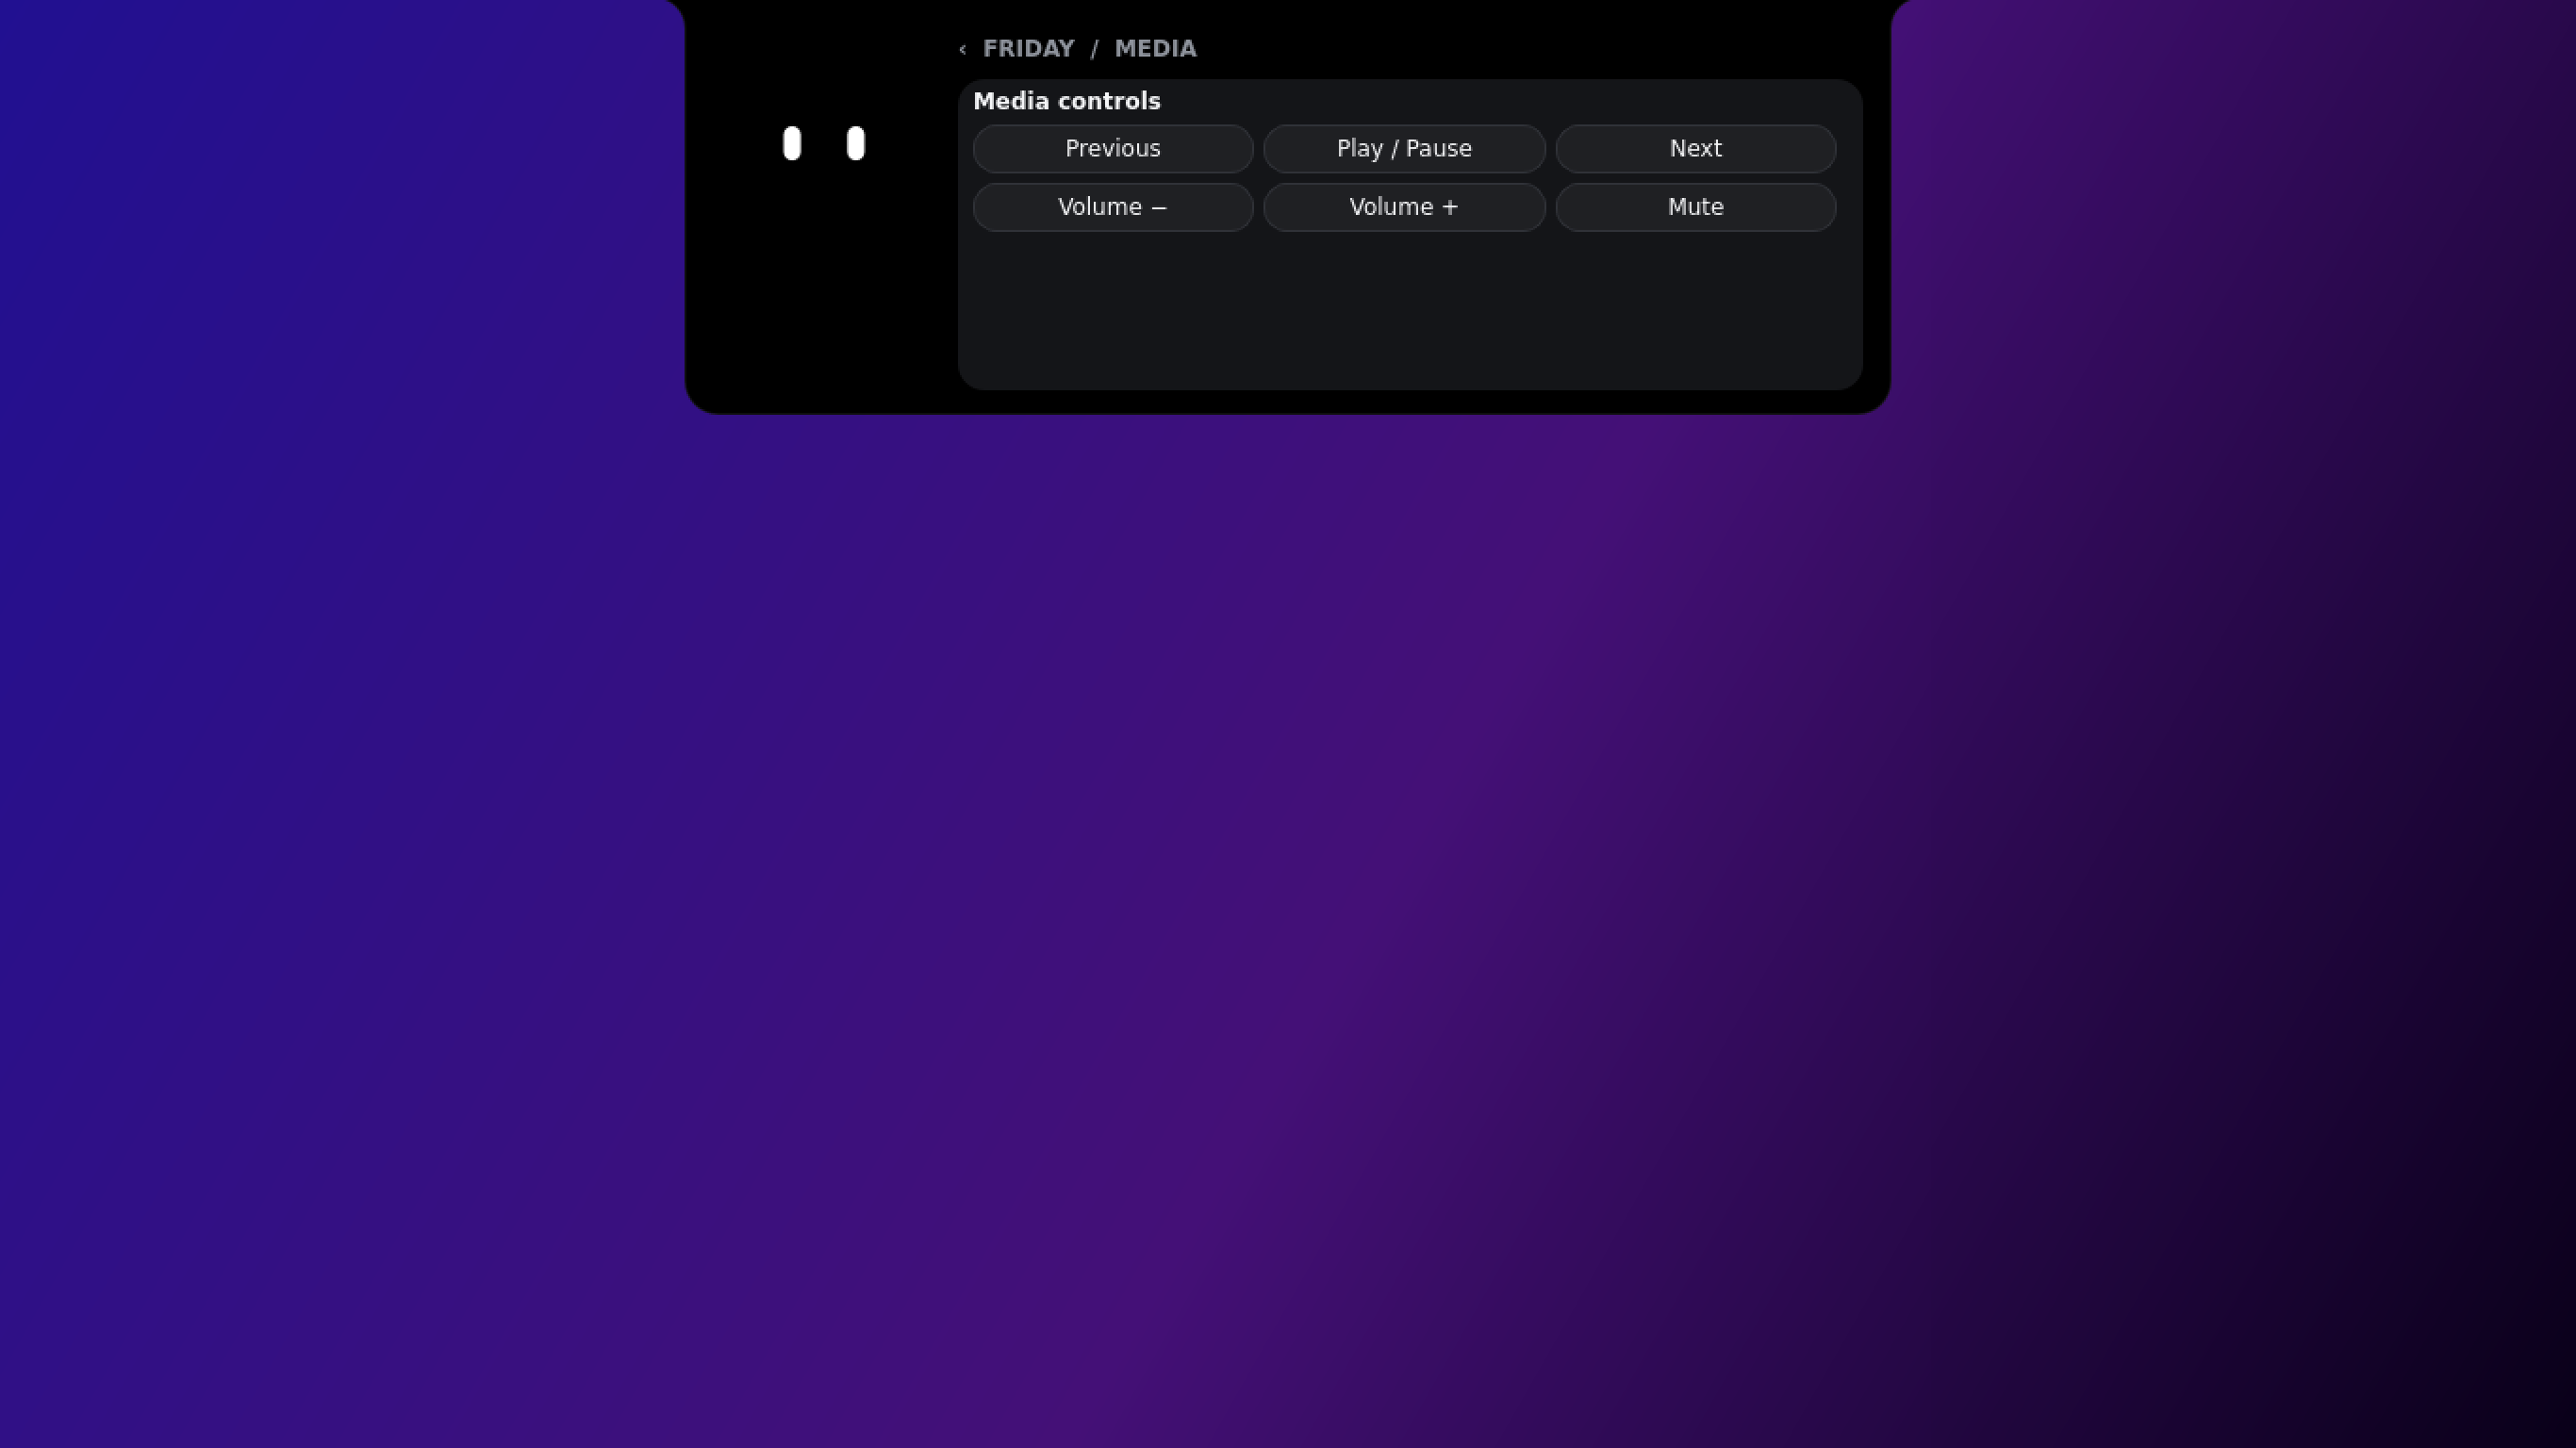 ‹ FRIDAY / MEDIA
Media controls
Previous Play / Pause Next
Volume − Volume + Mute